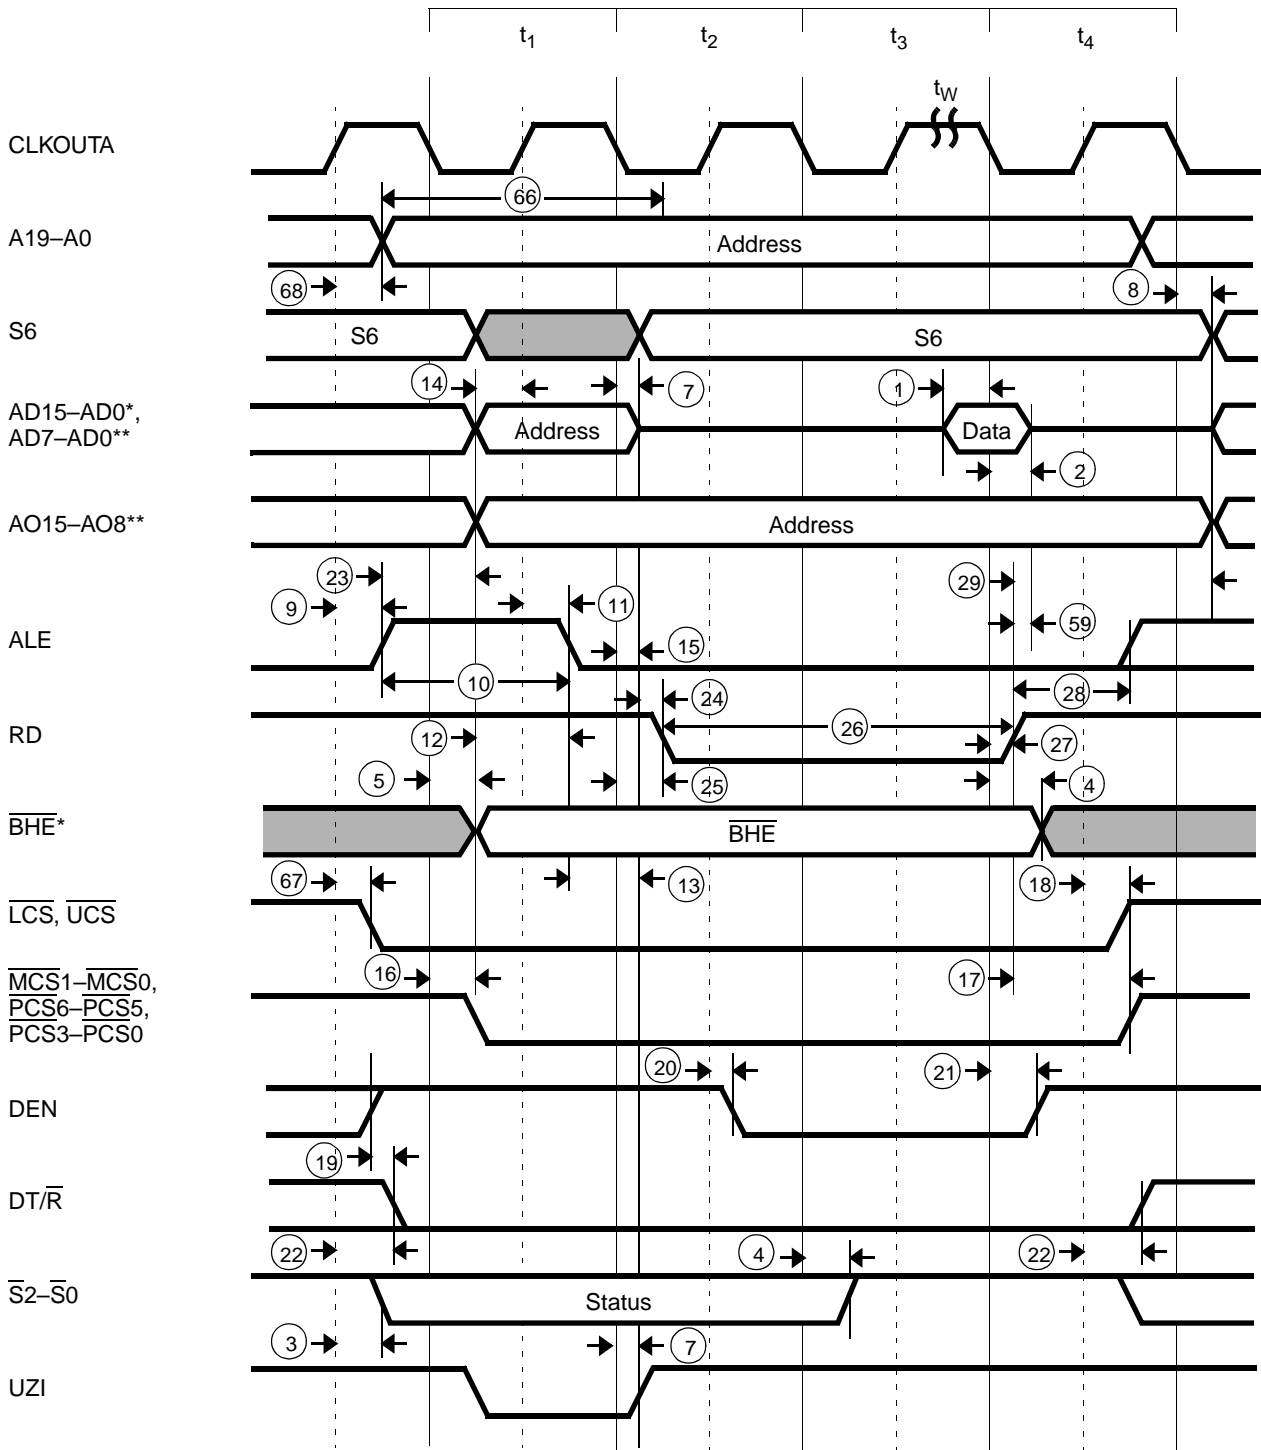 t1 t2 t3 t4
tW
CLKOUTA
66
A19–A0 Address
68 8
S6 S6 S6
14 7 1
AD15–AD0*,
AD7–AD0** Address Data
2
AO15–AO8** Address
23 29
9 11
59
ALE 15
10 24 28
RD 12 26 27
5 25 4
BHE* BHE
67 13 18
LCS, UCS
16 17
MCS1–MCS0,
PCS6–PCS5,
PCS3–PCS0
20 21
DEN
19
DT/R
22 4 22
S2–S0 Status
3 7
UZI